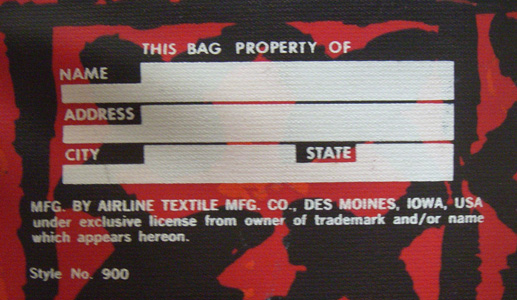 THIS BAG PROPERTY OF
NAME
ADDRESS
CITY STATE
MFG. BY AIRLINE TEXTILE MFG. CO., DES MOINES, IOWA, USA
under exclusive license from owner of trademark and/or name
which appears hereon.
Style No. 900